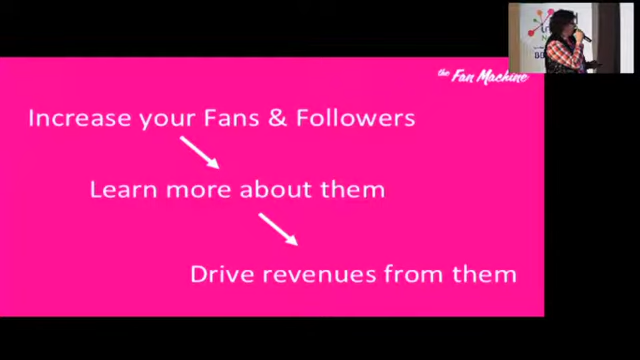 the Fan Machine
Increase your Fans & Followers
Learn more about them
Drive revenues from them